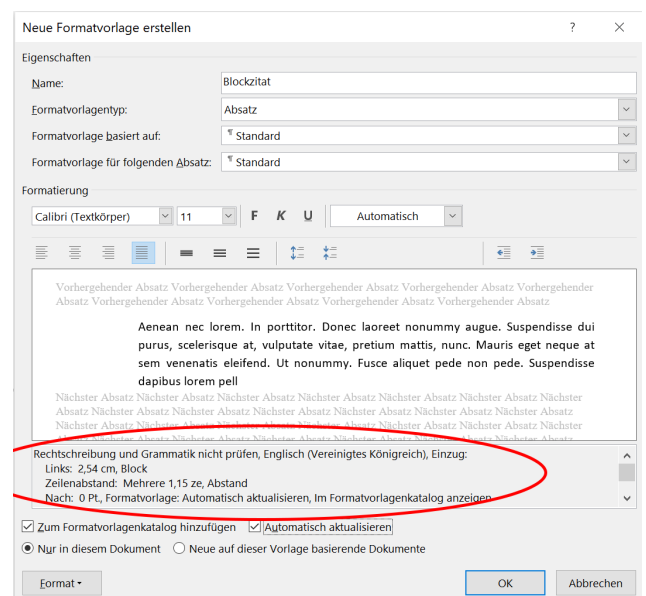 Neue Formatvorlage erstellen ? ×
Eigenschaften
Name: Blockzitat
Formatvorlagentyp: Absatz
Formatvorlage basiert auf: ¶ Standard
Formatvorlage für folgenden Absatz: ¶ Standard
Formatierung
Calibri (Textkörper) 11 F K U Automatisch
Vorhergehender Absatz Vorhergehender Absatz Vorhergehender Absatz Vorhergehender Absatz Vorhergehender
Absatz Vorhergehender Absatz Vorhergehender Absatz Vorhergehender Absatz Vorhergehender Absatz
Aenean nec lorem. In porttitor. Donec laoreet nonummy augue. Suspendisse dui
purus, scelerisque at, vulputate vitae, pretium mattis, nunc. Mauris eget neque at
sem venenatis eleifend. Ut nonummy. Fusce aliquet pede non pede. Suspendisse
dapibus lorem pell
Nächster Absatz Nächster Absatz Nächster Absatz Nächster Absatz Nächster Absatz Nächster
Absatz Nächster Absatz Nächster Absatz Nächster Absatz Nächster Absatz Nächster Absatz
Nächster Absatz Nächster Absatz Nächster Absatz Nächster Absatz Nächster Absatz Nächster
Absatz Nächster Absatz Nächster Absatz Nächster Absatz Nächster Absatz Nächster Absatz
Rechtschreibung und Grammatik nicht prüfen, Englisch (Vereinigtes Königreich), Einzug:
Links: 2,54 cm, Block
Zeilenabstand: Mehrere 1,15 ze, Abstand
Nach: 0 Pt., Formatvorlage: Automatisch aktualisieren, Im Formatvorlagenkatalog anzeigen
Zum Formatvorlagenkatalog hinzufügen Automatisch aktualisieren
Nur in diesem Dokument Neue auf dieser Vorlage basierende Dokumente
Format OK Abbrechen